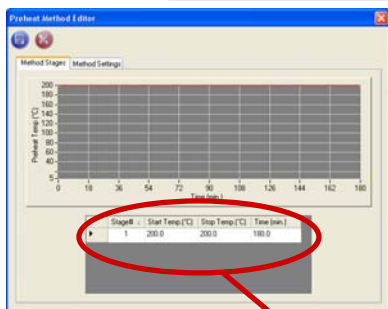 Preheat Method Editor
Method Stages Method Settings
Preheat Temp (°C)
200
180
160
140
120
100
80
60
40
5
0 18 36 54 72 90 108 126 144 162 180
Time (min.)
Stage# Start Temp.(°C) Stop Temp.(°C) Time (min.)
1 200.0 200.0 180.0